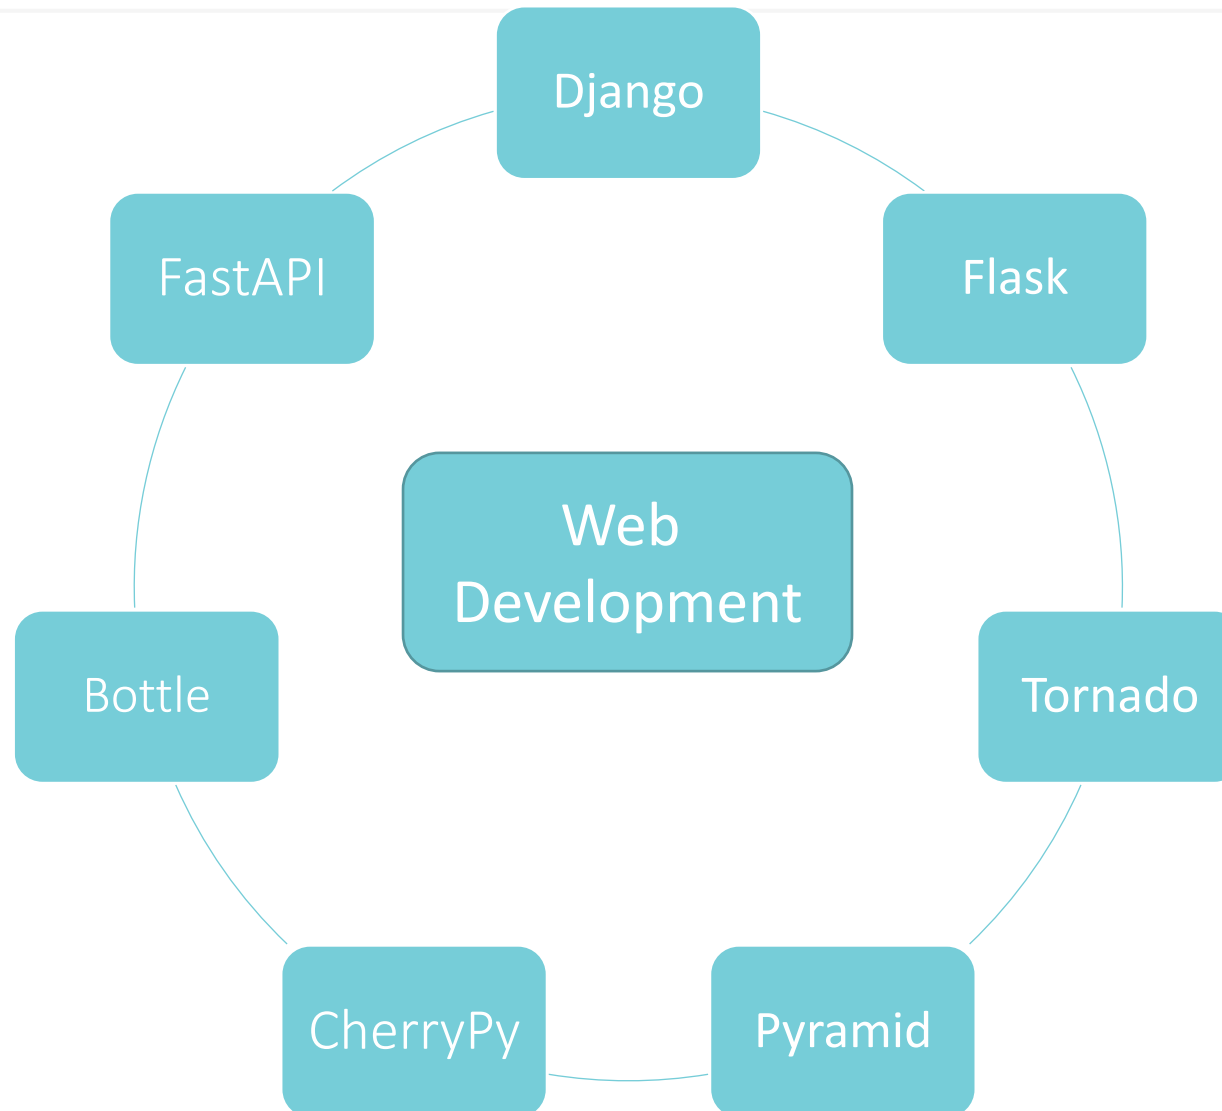 Django
FastAPI
Flask
Web
Development
Bottle
Tornado
CherryPy
Pyramid